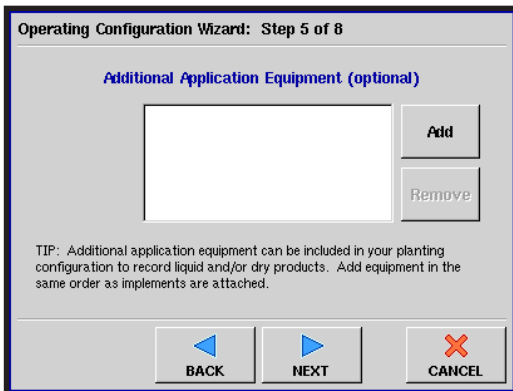 Operating Configuration Wizard: Step 5 of 8
Additional Application Equipment (optional)
Add
Remove
TIP: Additional application equipment can be included in your planting
configuration to record liquid and/or dry products. Add equipment in the
same order as implements are attached.
BACK
NEXT
CANCEL